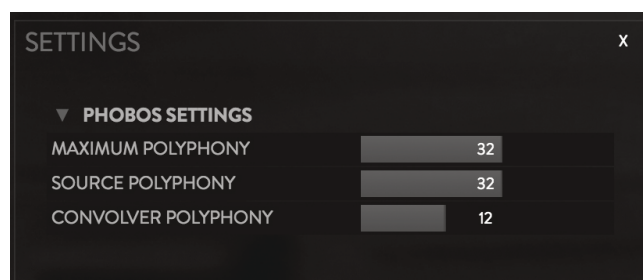 SETTINGS X
▼ PHOBOS SETTINGS
MAXIMUM POLYPHONY 32
SOURCE POLYPHONY 32
CONVOLVER POLYPHONY 12